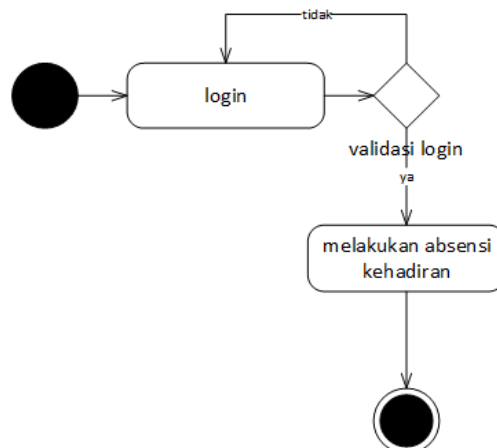 tidak
login
validasi login
ya
melakukan absensi
kehadiran